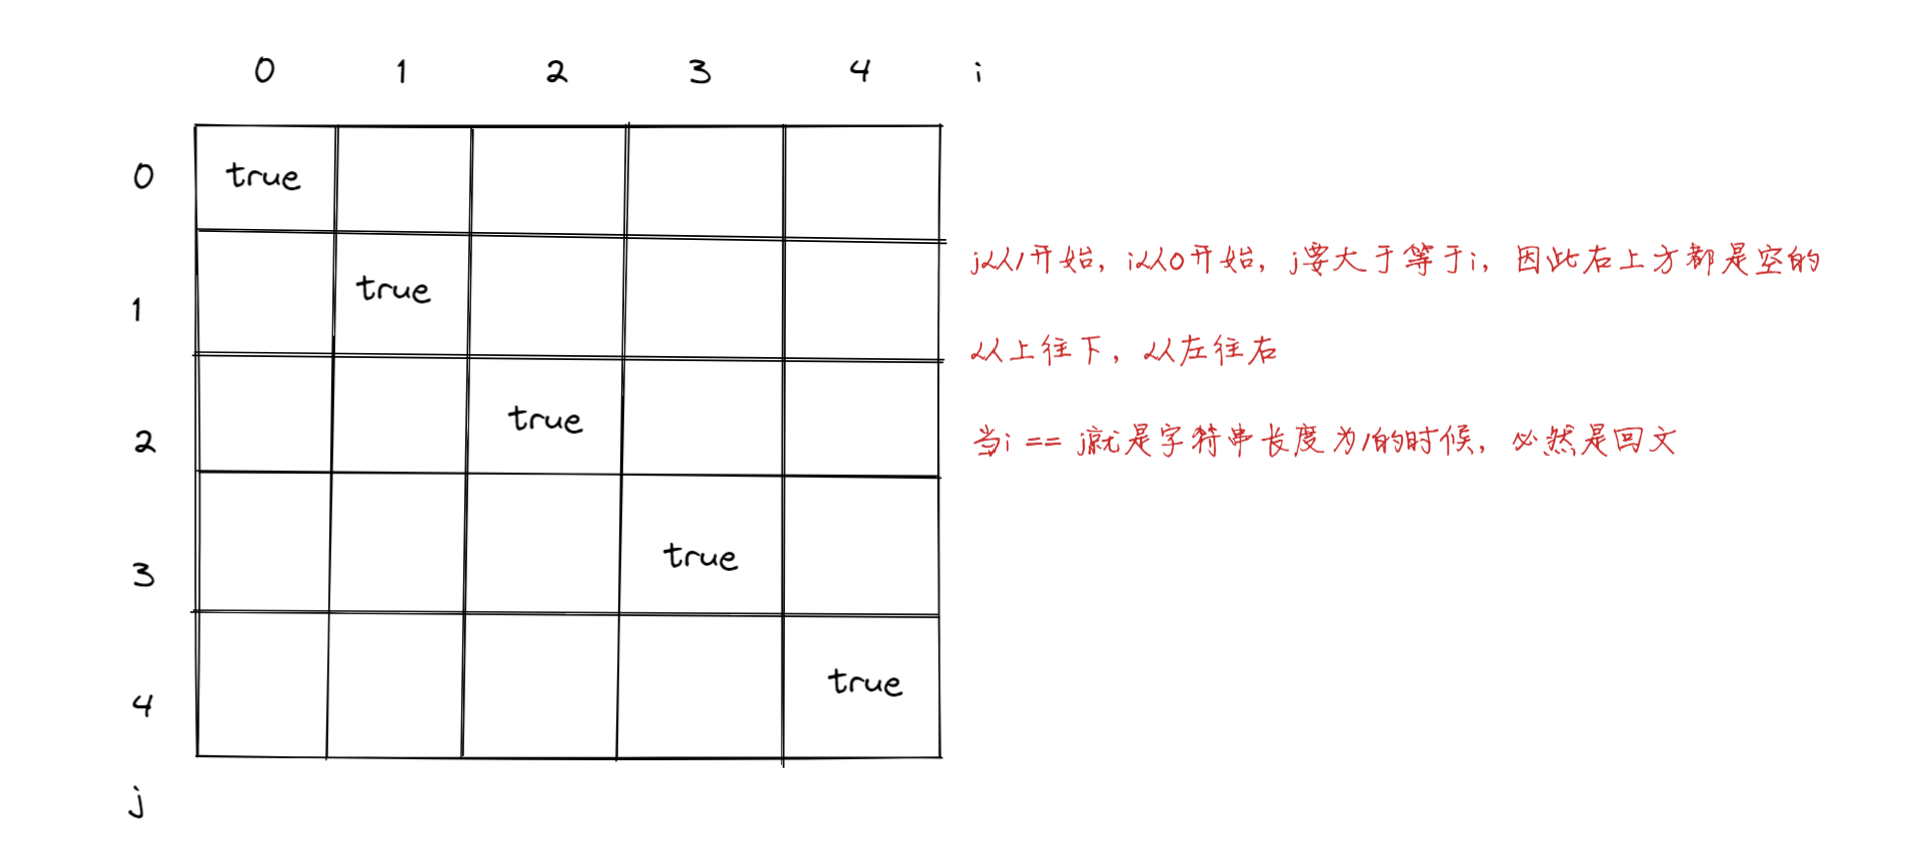 0 1 2 3 4 i
0 true
j从1开始，i从0开始，j要大于等于i，因此右上方都是空的
1 true
从上往下，从左往右
2 true
当i == j就是字符串长度为1的时候，必然是回文
3 true
4 true
j